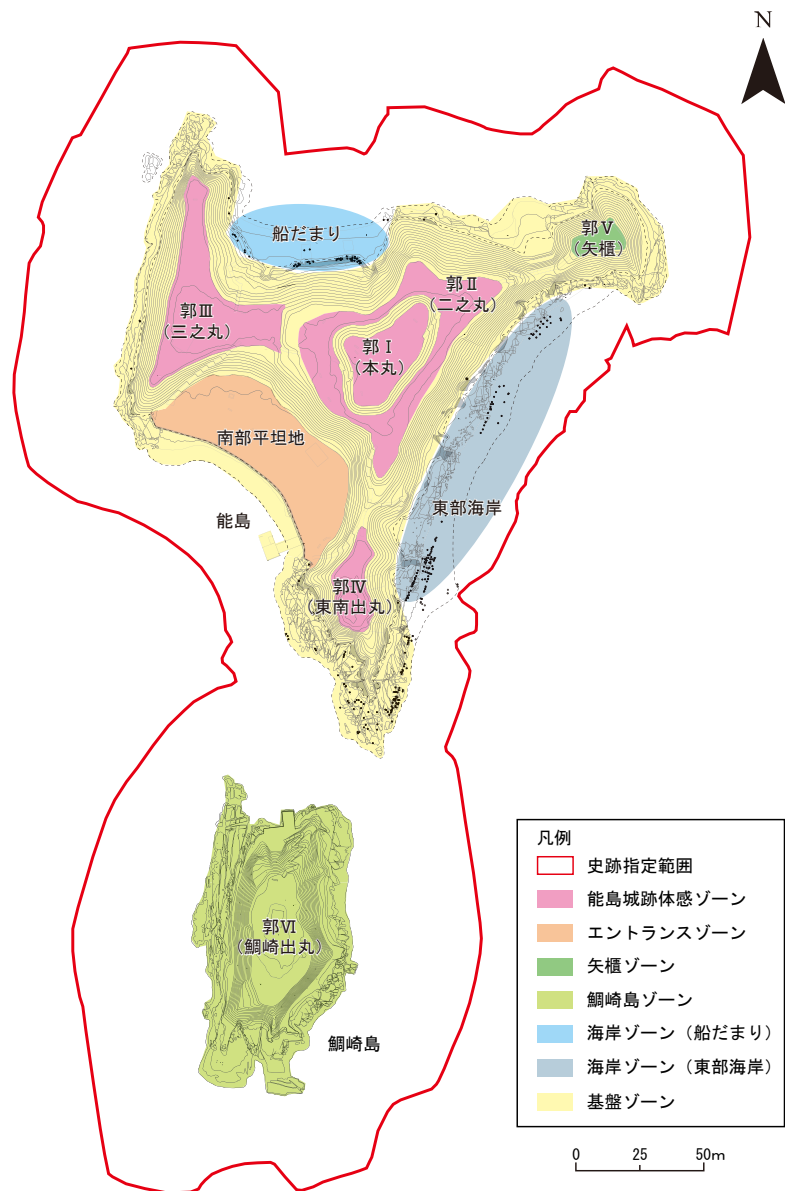 N
船だまり
郭Ⅴ
（矢櫃）
郭Ⅱ
（二之丸）
郭Ⅲ
（三之丸）
郭Ⅰ
（本丸）
南部平坦地
東部海岸
能島
郭Ⅳ
（東南出丸）
郭Ⅵ
（鯛崎出丸）
鯛崎島
凡例
史跡指定範囲
能島城跡体感ゾーン
エントランスゾーン
矢櫃ゾーン
鯛崎島ゾーン
海岸ゾーン（船だまり）
海岸ゾーン（東部海岸）
基盤ゾーン
0 25 50m